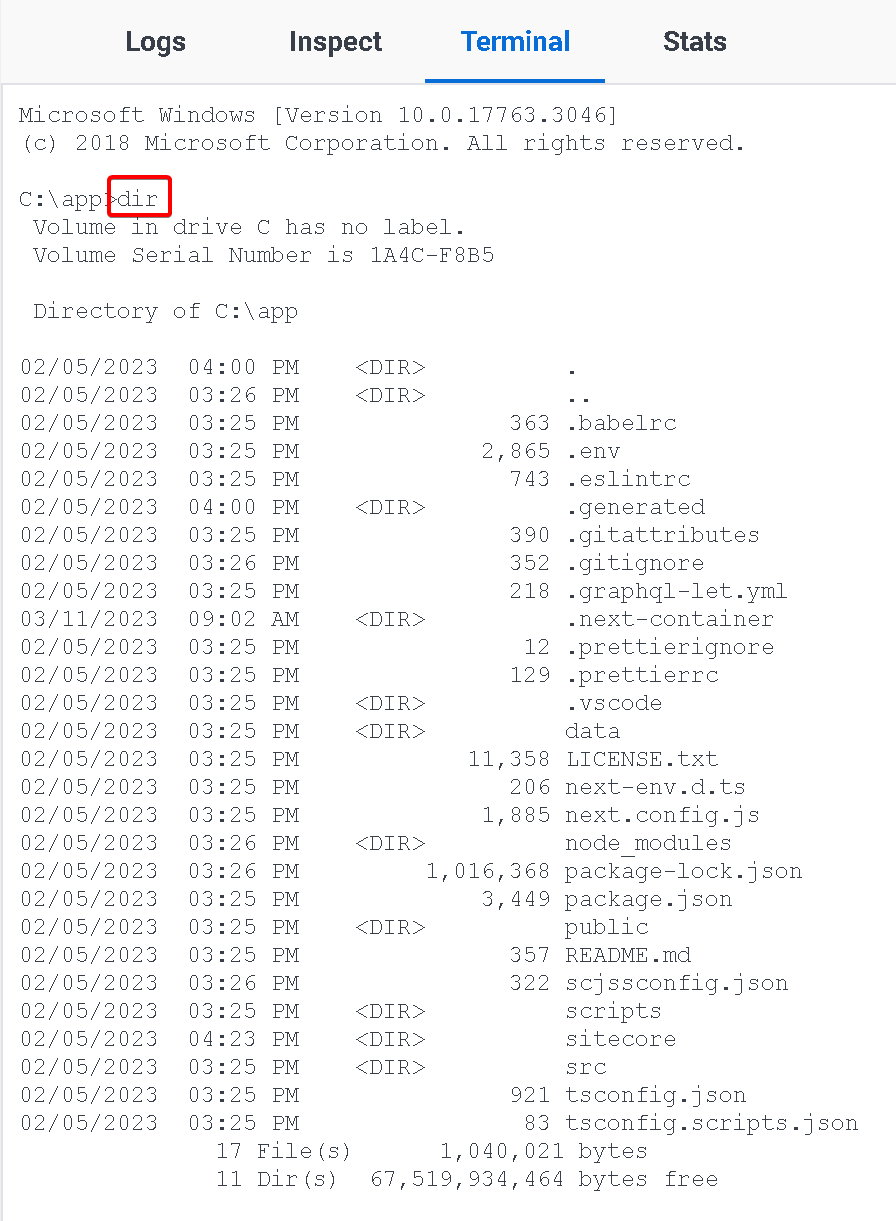 Logs Inspect Terminal Stats
Microsoft Windows [Version 10.0.17763.3046]
(c) 2018 Microsoft Corporation. All rights reserved.
C:\app>dir
Volume in drive C has no label.
Volume Serial Number is 1A4C-F8B5
Directory of C:\app
02/05/2023  04:00 PM    <DIR>          .
02/05/2023  03:26 PM    <DIR>          ..
02/05/2023  03:25 PM               363 .babelrc
02/05/2023  03:25 PM             2,865 .env
02/05/2023  03:25 PM               743 .eslintrc
02/05/2023  04:00 PM    <DIR>          .generated
02/05/2023  03:25 PM               390 .gitattributes
02/05/2023  03:26 PM               352 .gitignore
02/05/2023  03:25 PM               218 .graphql-let.yml
03/11/2023  09:02 AM    <DIR>          .next-container
02/05/2023  03:25 PM                12 .prettierignore
02/05/2023  03:25 PM               129 .prettierrc
02/05/2023  03:25 PM    <DIR>          .vscode
02/05/2023  03:25 PM    <DIR>          data
02/05/2023  03:25 PM            11,358 LICENSE.txt
02/05/2023  03:25 PM               206 next-env.d.ts
02/05/2023  03:25 PM             1,885 next.config.js
02/05/2023  03:26 PM    <DIR>          node_modules
02/05/2023  03:26 PM         1,016,368 package-lock.json
02/05/2023  03:25 PM             3,449 package.json
02/05/2023  03:25 PM    <DIR>          public
02/05/2023  03:25 PM               357 README.md
02/05/2023  03:26 PM               322 scjssconfig.json
02/05/2023  03:25 PM    <DIR>          scripts
02/05/2023  04:23 PM    <DIR>          sitecore
02/05/2023  03:25 PM    <DIR>          src
02/05/2023  03:25 PM               921 tsconfig.json
02/05/2023  03:25 PM                83 tsconfig.scripts.json
17 File(s)      1,040,021 bytes
11 Dir(s)  67,519,934,464 bytes free